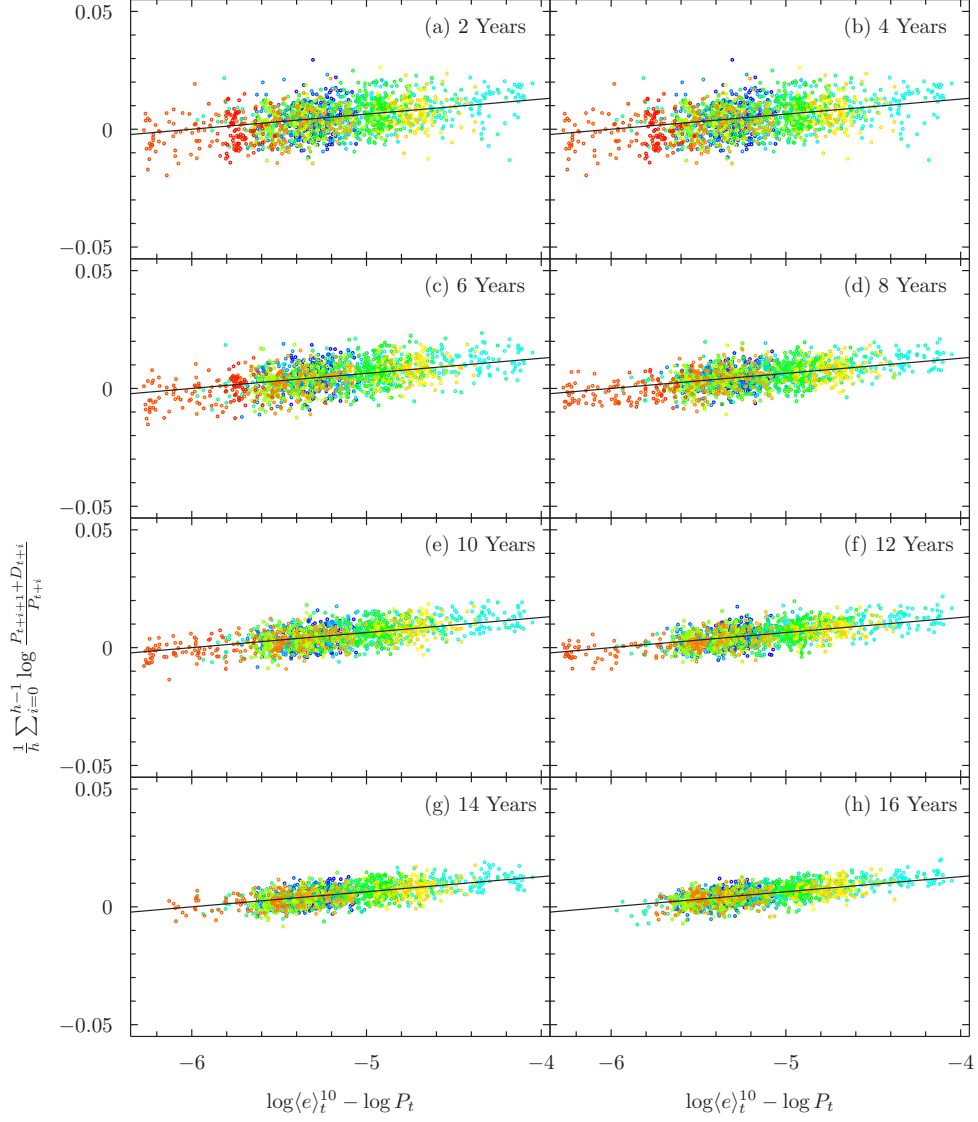 (a) 2 Years
(b) 4 Years
0.05
0
−0.05
(c) 6 Years
(d) 8 Years
0.05
0
−0.05
(e) 10 Years
(f) 12 Years
0.05
0
−0.05
(g) 14 Years
(h) 16 Years
0.05
0
−0.05
−6 −5 −4 −6 −5 −4
log⟨e⟩_t^{10} − log P_t
log⟨e⟩_t^{10} − log P_t
\frac{1}{h} \sum_{i=0}^{h-1} log \frac{P_{t+i+1}+D_{t+i}}{P_{t+i}}